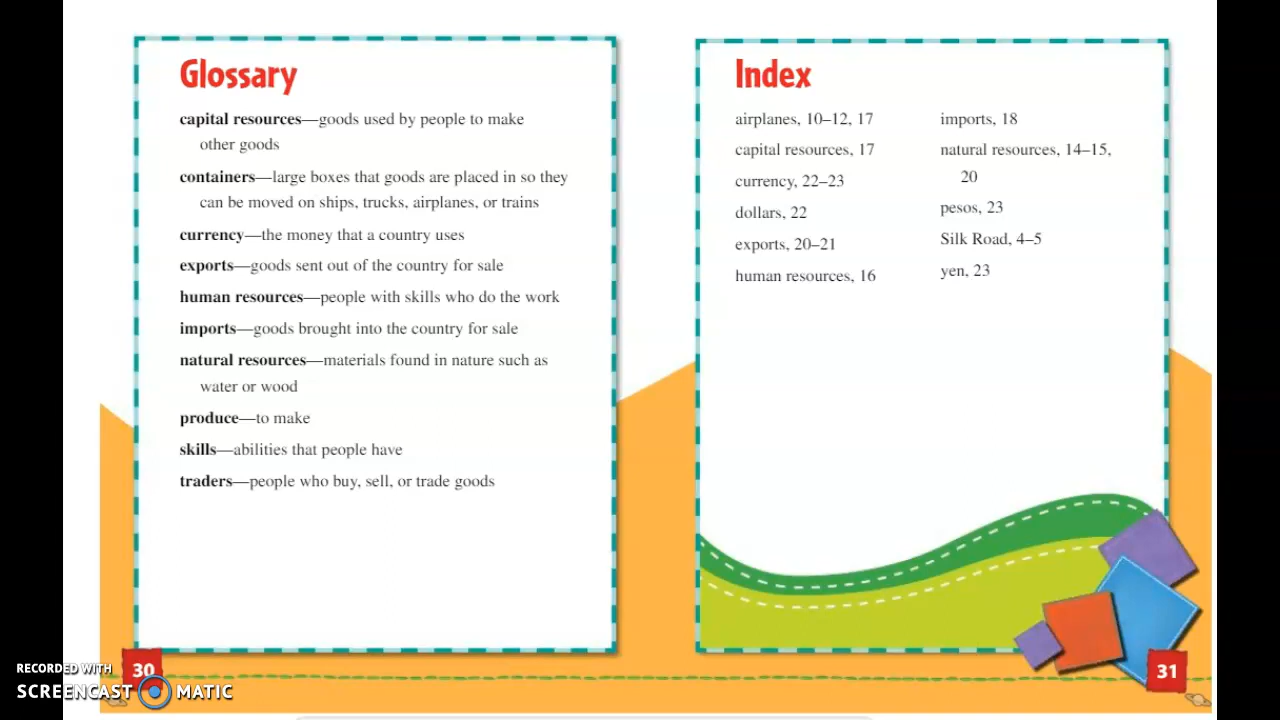 Glossary
capital resources—goods used by people to make
other goods
containers—large boxes that goods are placed in so they
can be moved on ships, trucks, airplanes, or trains
currency—the money that a country uses
exports—goods sent out of the country for sale
human resources—people with skills who do the work
imports—goods brought into the country for sale
natural resources—materials found in nature such as
water or wood
produce—to make
skills—abilities that people have
traders—people who buy, sell, or trade goods
30
Index
airplanes, 10–12, 17
capital resources, 17
currency, 22–23
dollars, 22
exports, 20–21
human resources, 16
imports, 18
natural resources, 14–15,
20
pesos, 23
Silk Road, 4–5
yen, 23
31
RECORDED WITH
SCREENCAST MATIC